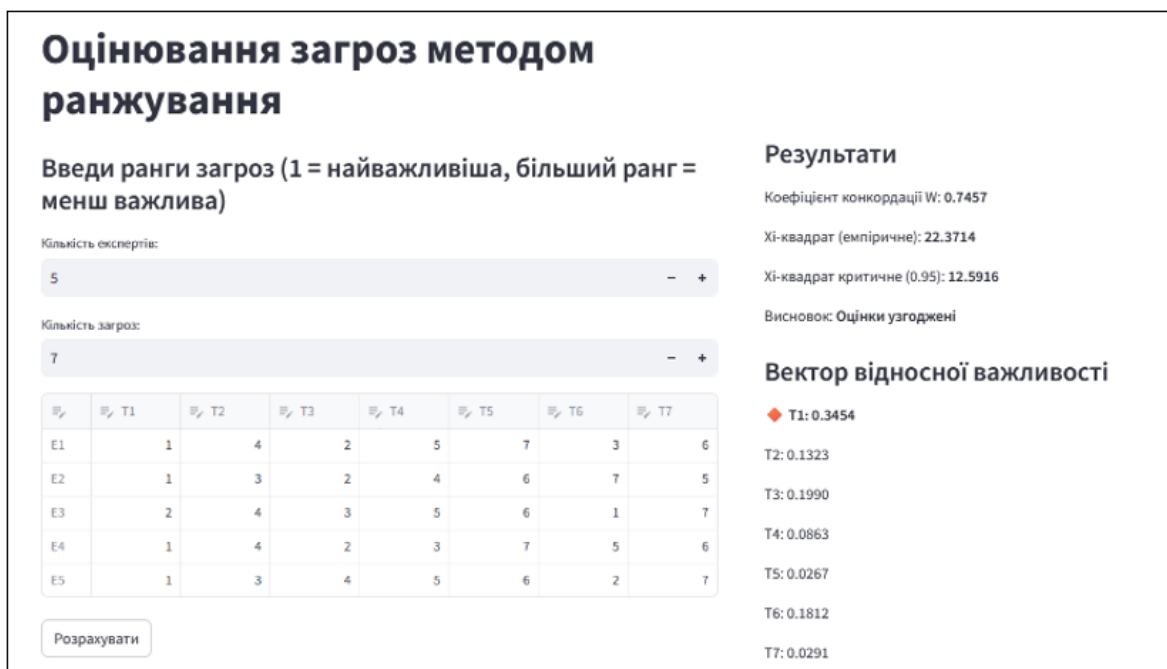 Оцінювання загроз методом
ранжування
Введи ранги загроз (1 = найважливіша, більший ранг =
менш важлива)
Кількість експертів:
5 − +
Кількість загроз:
7 − +
T1 T2 T3 T4 T5 T6 T7
E1 1 4 2 5 7 3 6
E2 1 3 2 4 6 7 5
E3 2 4 3 5 6 1 7
E4 1 4 2 3 7 5 6
E5 1 3 4 5 6 2 7
Розрахувати
Результати
Коефіцієнт конкордації W: 0.7457
Хі-квадрат (емпіричне): 22.3714
Хі-квадрат критичне (0.95): 12.5916
Висновок: Оцінки узгоджені
Вектор відносної важливості
T1: 0.3454
T2: 0.1323
T3: 0.1990
T4: 0.0863
T5: 0.0267
T6: 0.1812
T7: 0.0291